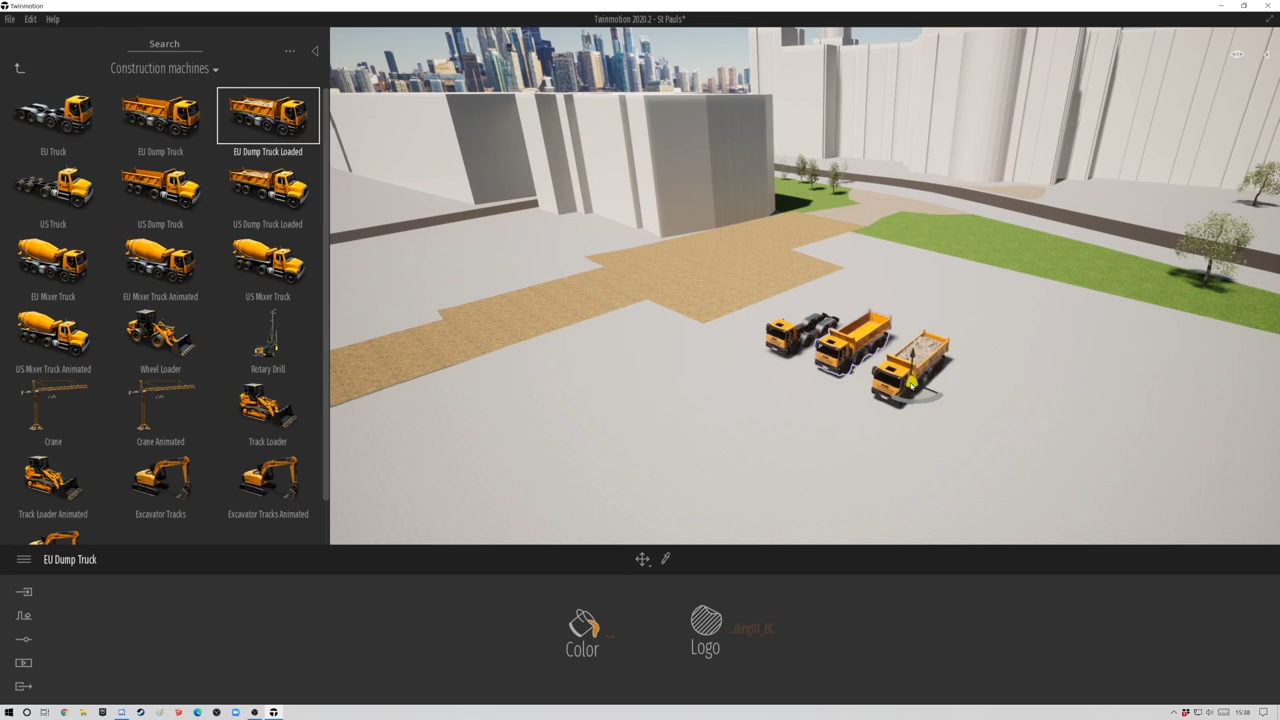 Twinmotion
File Edit Help
Twinmotion 2020.2 - St Pauls*
Search
...
Construction machines
EU Truck
EU Dump Truck
EU Dump Truck Loaded
US Truck
US Dump Truck
US Dump Truck Loaded
EU Mixer Truck
EU Mixer Truck Animated
US Mixer Truck
US Mixer Truck Animated
Wheel Loader
Rotary Drill
Crane
Crane Animated
Track Loader
Track Loader Animated
Excavator Tracks
Excavator Tracks Animated
EU Dump Truck
Color
...
Logo
...ding01_BC
15:38